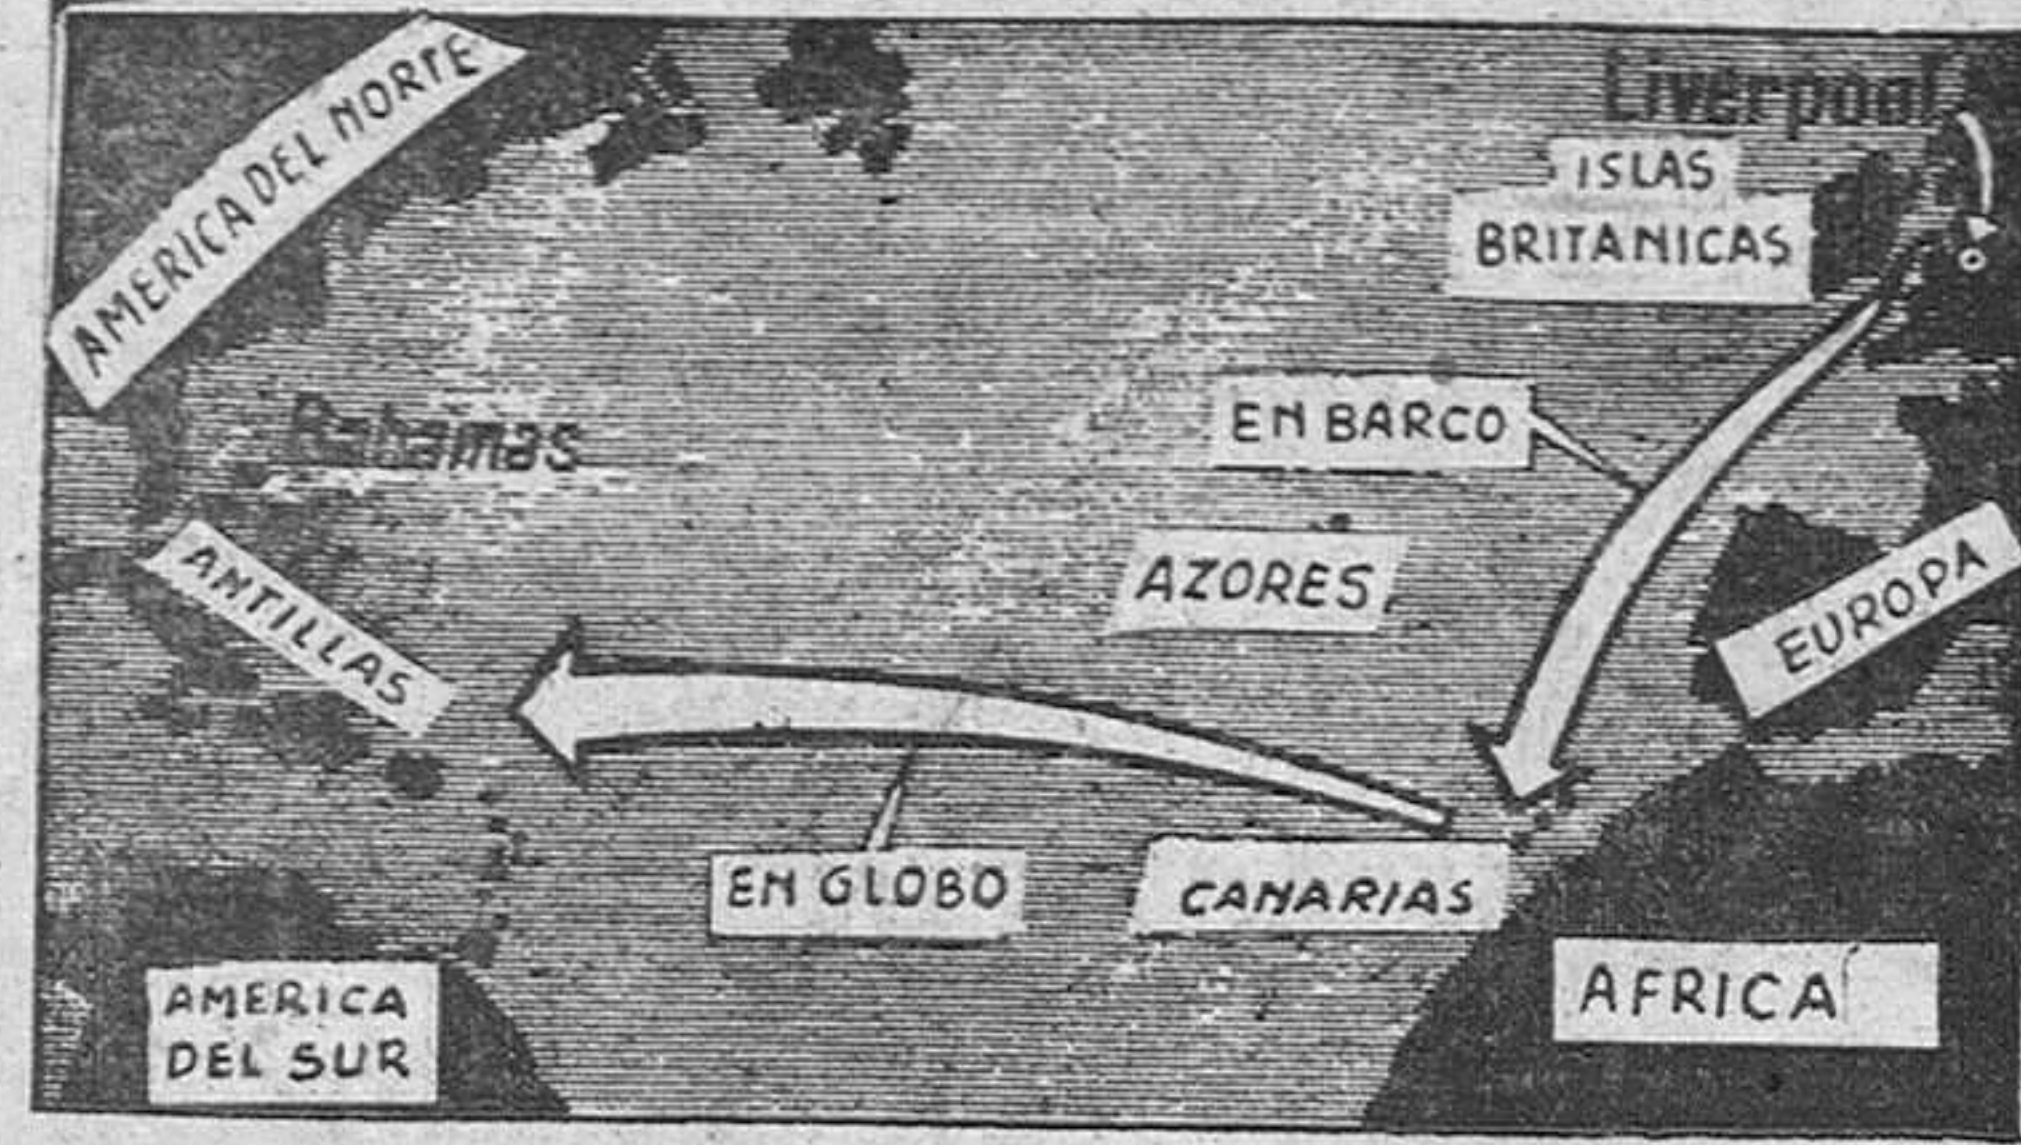 AMERICA DEL NORTE
Liverpool
ISLAS
BRITANICAS
Bahamas
EN BARCO
ANTILLAS
AZORES
EUROPA
EN GLOBO
CANARIAS
AMERICA
DEL SUR
AFRICA